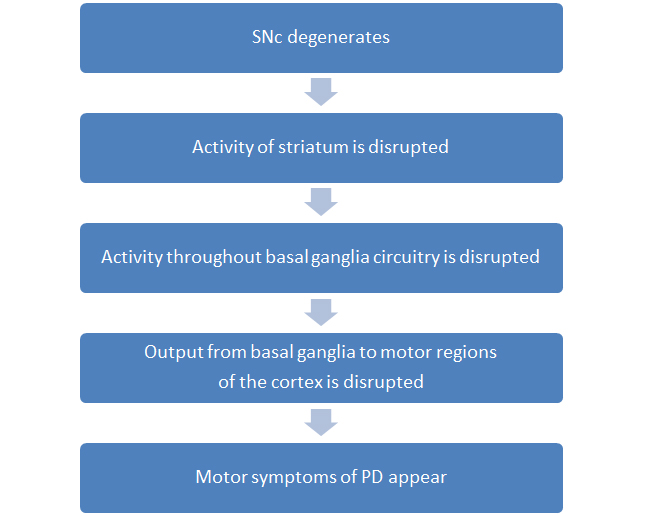 SNc degenerates
Activity of striatum is disrupted
Activity throughout basal ganglia circuitry is disrupted
Output from basal ganglia to motor regions
of the cortex is disrupted
Motor symptoms of PD appear